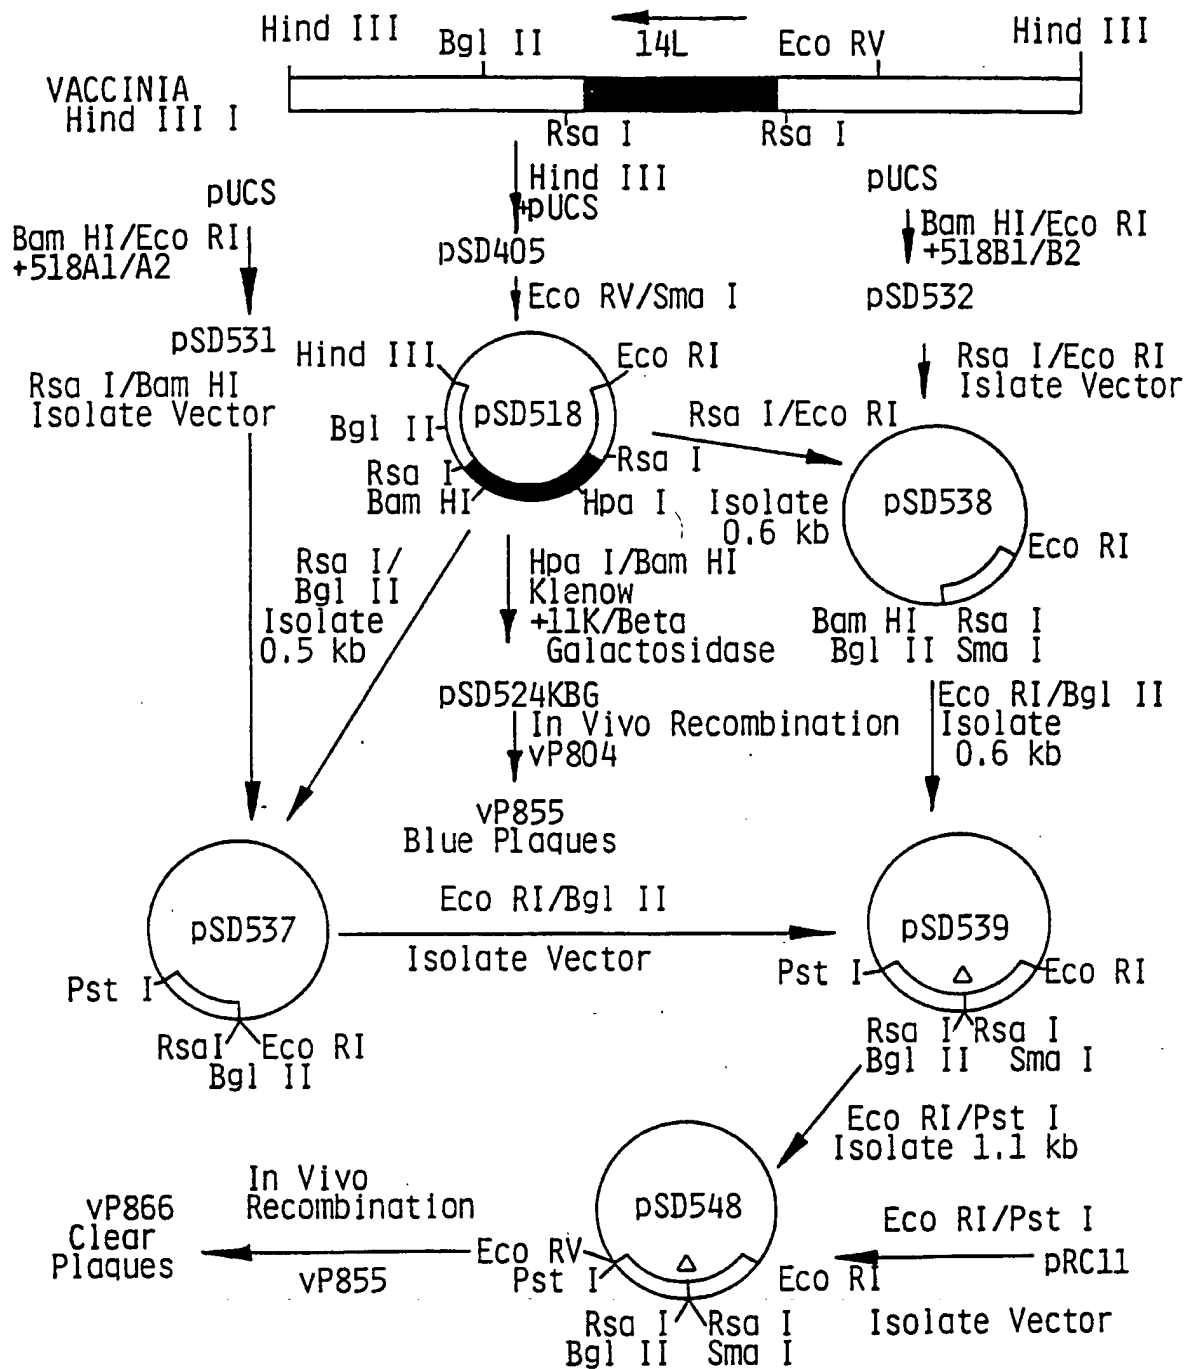 Hind III
Bgl II
14L
Eco RV
Hind III
VACCINIA
Hind III I
Rsa I
Rsa I
pUCS
Hind III
+pUCS
pUCS
Bam HI/Eco RI
+518A1/A2
pSD405
Bam HI/Eco RI
+518B1/B2
Eco RV/Sma I
pSD532
pSD531
Hind III
Eco RI
Rsa I/Eco RI
Islate Vector
Rsa I/Bam HI
Isolate Vector
pSD518
Rsa I/Eco RI
Bgl II
Rsa I
Rsa I
Bam HI
Hpa I
Isolate
0.6 kb
pSD538
Eco RI
Rsa I/
Bgl II
Isolate
0.5 kb
Hpa I/Bam HI
Klenow
+11K/Beta
Galactosidase
Bam HI Rsa I
Bgl II Sma I
pSD524KBG
In Vivo Recombination
vP804
Eco RI/Bgl II
Isolate
0.6 kb
vP855
Blue Plaques
Eco RI/Bgl II
pSD537
Isolate Vector
pSD539
Pst I
Pst I
Eco RI
RsaI Eco RI
Bgl II
Rsa I Rsa I
Bgl II Sma I
Eco RI/Pst I
Isolate 1.1 kb
In Vivo
Recombination
vP866
Clear
Plaques
pSD548
Eco RI/Pst I
Eco RV
Pst I
vP855
Eco RI
pRC11
Rsa I Rsa I
Bgl II Sma I
Isolate Vector